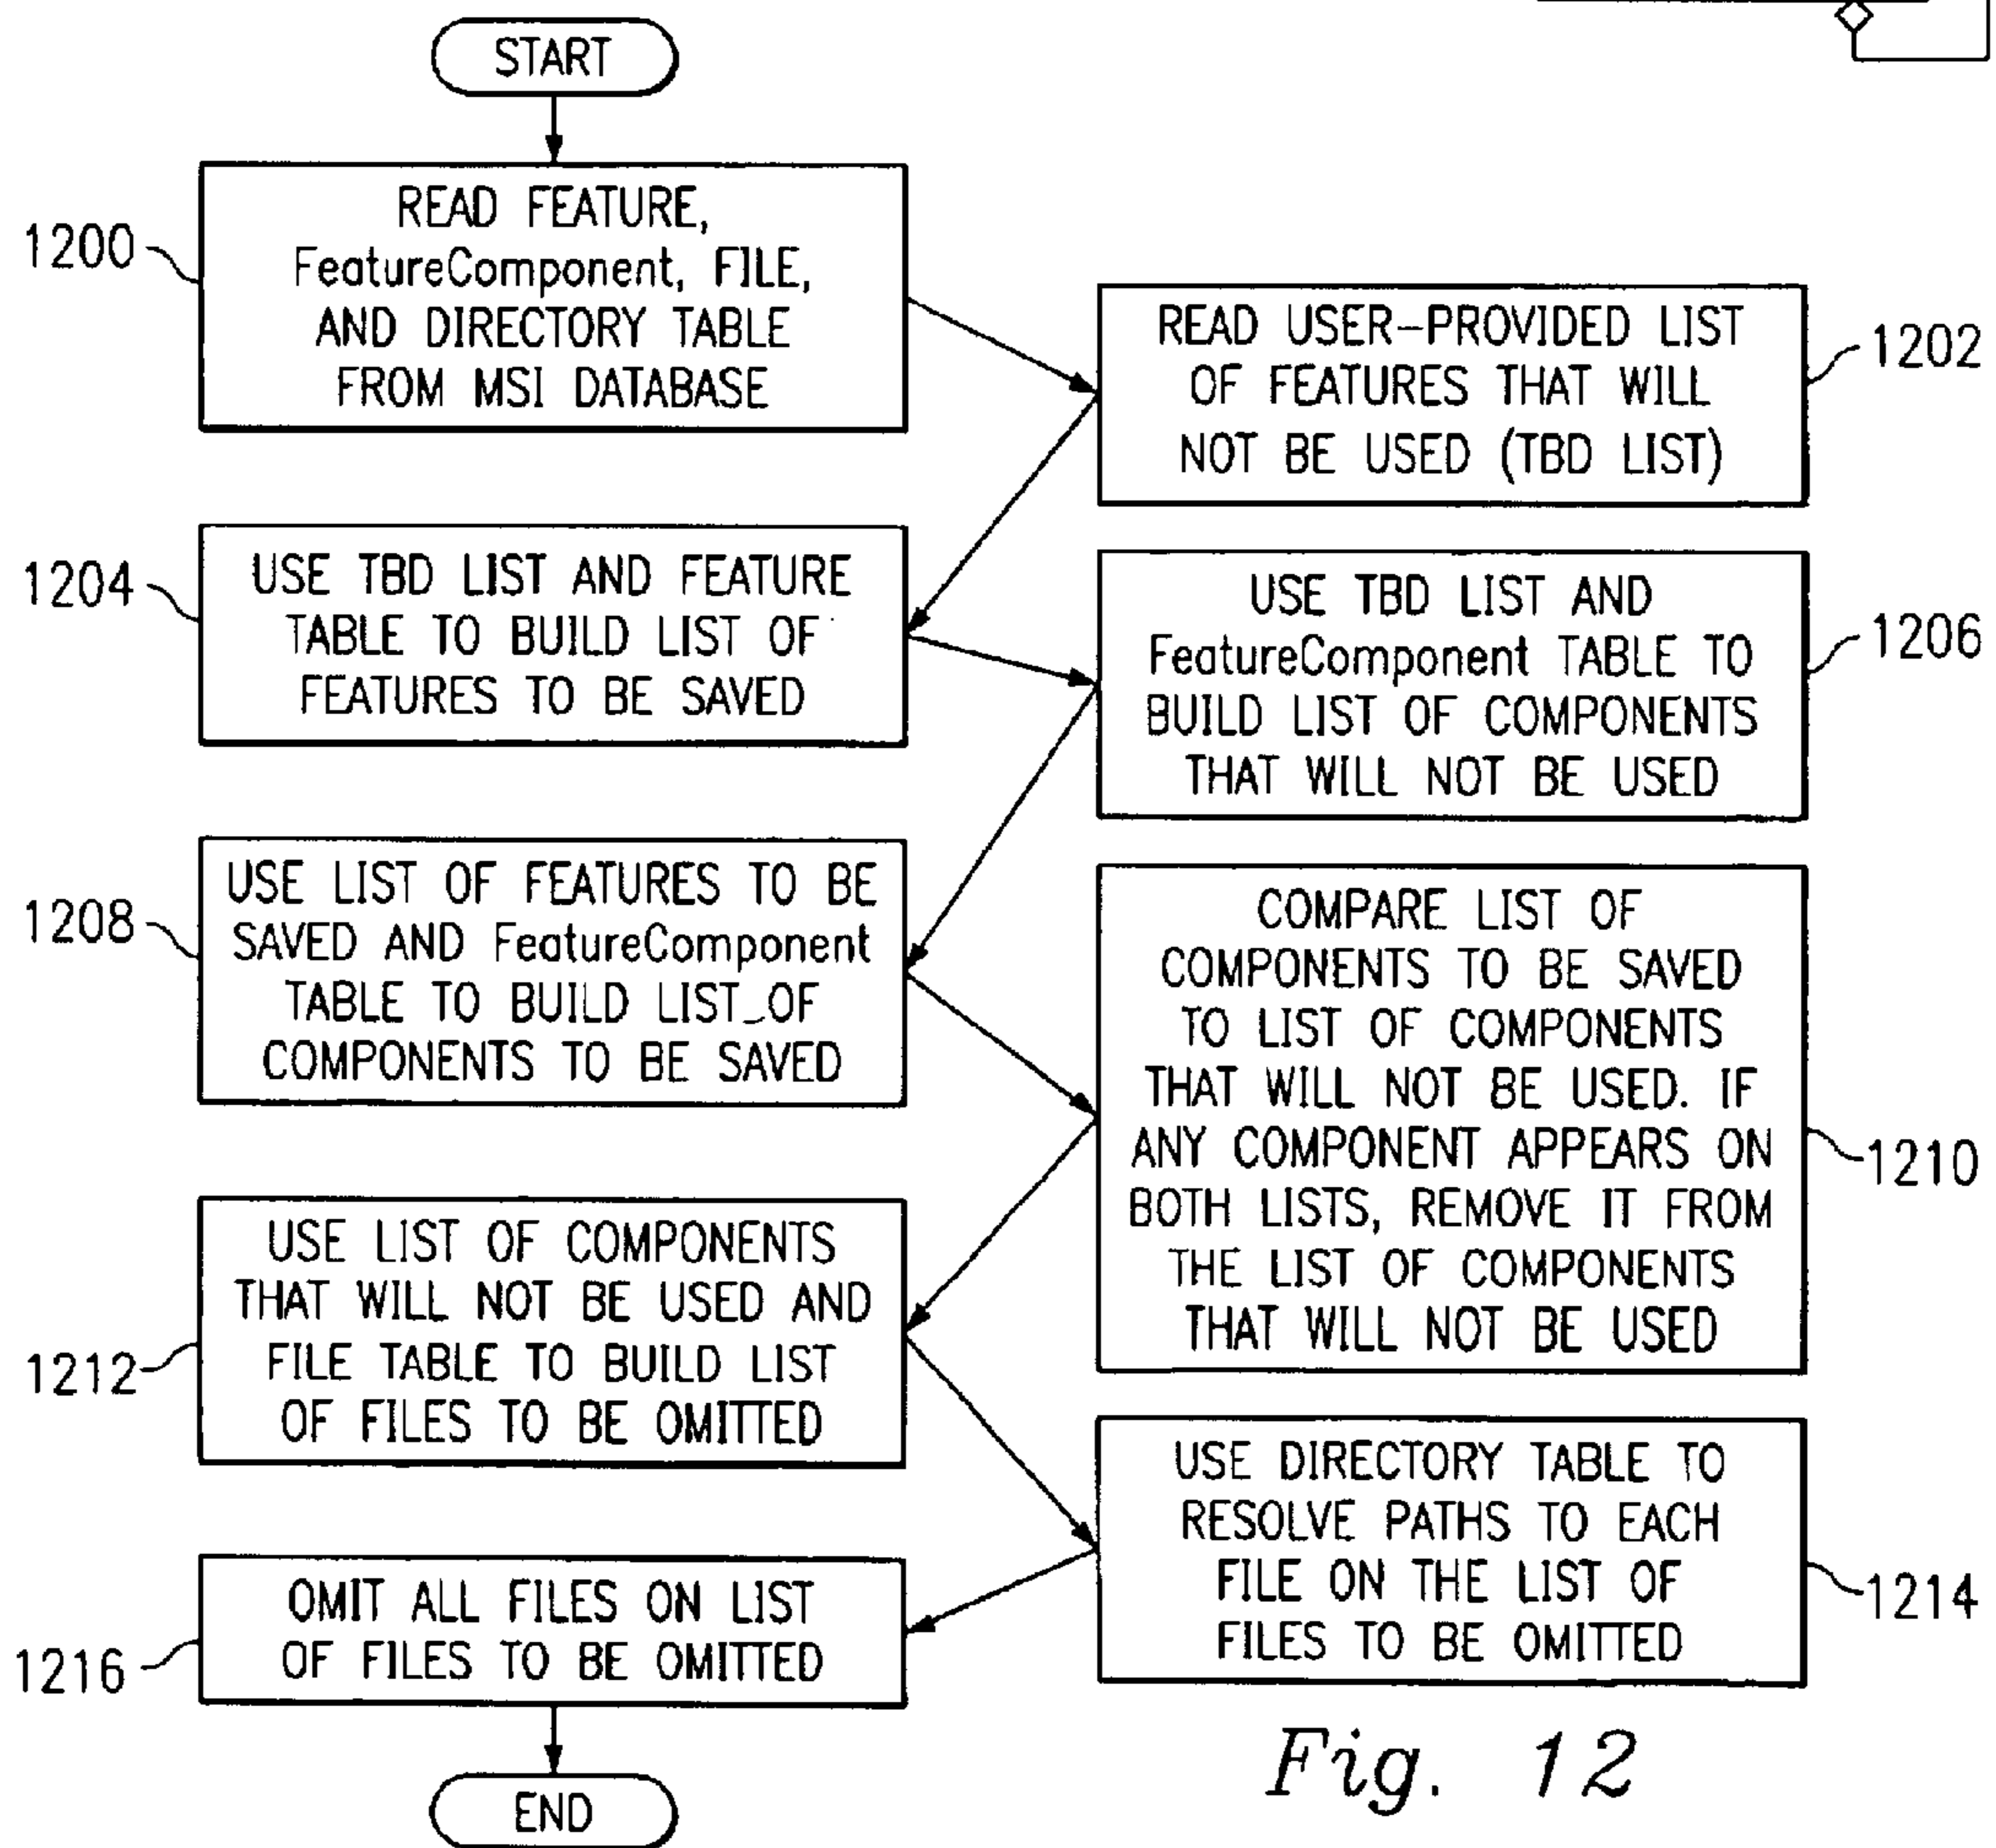 START
1200
READ FEATURE,
FeatureComponent, FILE,
AND DIRECTORY TABLE
FROM MSI DATABASE
READ USER-PROVIDED LIST
OF FEATURES THAT WILL
NOT BE USED (TBD LIST)
1202
1204
USE TBD LIST AND FEATURE
TABLE TO BUILD LIST OF
FEATURES TO BE SAVED
USE TBD LIST AND
FeatureComponent TABLE TO
BUILD LIST OF COMPONENTS
THAT WILL NOT BE USED
1206
1208
USE LIST OF FEATURES TO BE
SAVED AND FeatureComponent
TABLE TO BUILD LIST OF
COMPONENTS TO BE SAVED
COMPARE LIST OF
COMPONENTS TO BE SAVED
TO LIST OF COMPONENTS
THAT WILL NOT BE USED. IF
ANY COMPONENT APPEARS ON
BOTH LISTS, REMOVE IT FROM
THE LIST OF COMPONENTS
THAT WILL NOT BE USED
1210
1212
USE LIST OF COMPONENTS
THAT WILL NOT BE USED AND
FILE TABLE TO BUILD LIST
OF FILES TO BE OMITTED
USE DIRECTORY TABLE TO
RESOLVE PATHS TO EACH
FILE ON THE LIST OF
FILES TO BE OMITTED
1214
1216
OMIT ALL FILES ON LIST
OF FILES TO BE OMITTED
END
Fig. 12